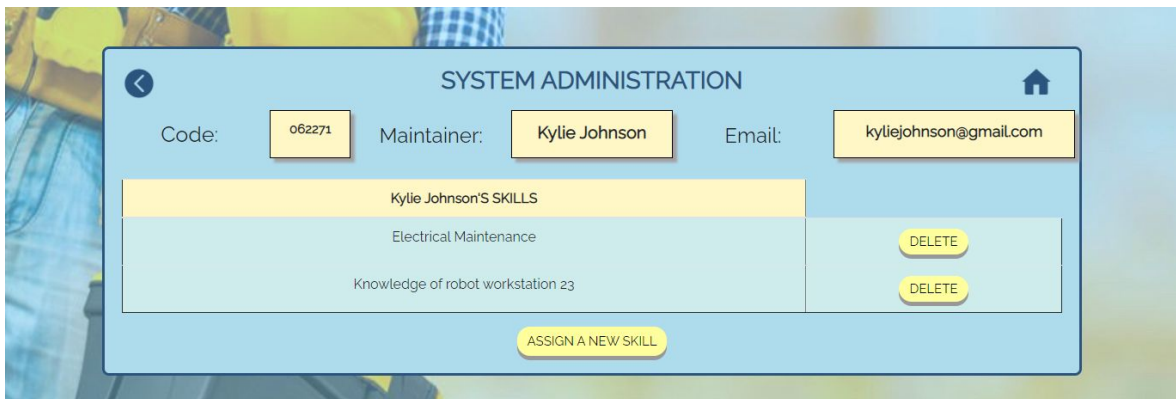 SYSTEM ADMINISTRATION
Code: 062271 Maintainer: Kylie Johnson Email: kyliejohnson@gmail.com
Kylie Johnson'S SKILLS
Electrical Maintenance DELETE
Knowledge of robot workstation 23 DELETE
ASSIGN A NEW SKILL